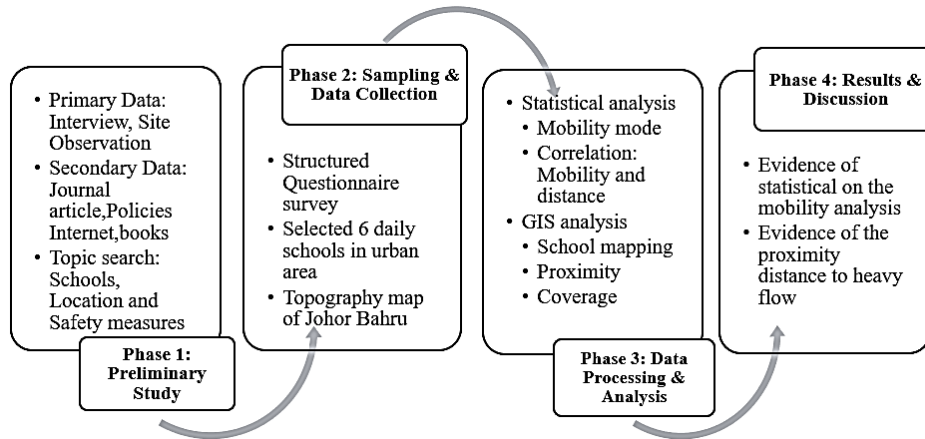 • Primary Data:
Interview, Site
Observation
• Secondary Data:
Journal
article,Policies
Internet,books
• Topic search:
Schools,
Location and
Safety measures
Phase 1:
Preliminary
Study
Phase 2: Sampling &
Data Collection
• Structured
Questionnaire
survey
• Selected 6 daily
schools in urban
area
• Topography map
of Johor Bahru
• Statistical analysis
• Mobility mode
• Correlation:
Mobility and
distance
• GIS analysis
• School mapping
• Proximity
• Coverage
Phase 3: Data
Processing &
Analysis
Phase 4: Results &
Discussion
• Evidence of
statistical on the
mobility analysis
• Evidence of the
proximity
distance to heavy
flow